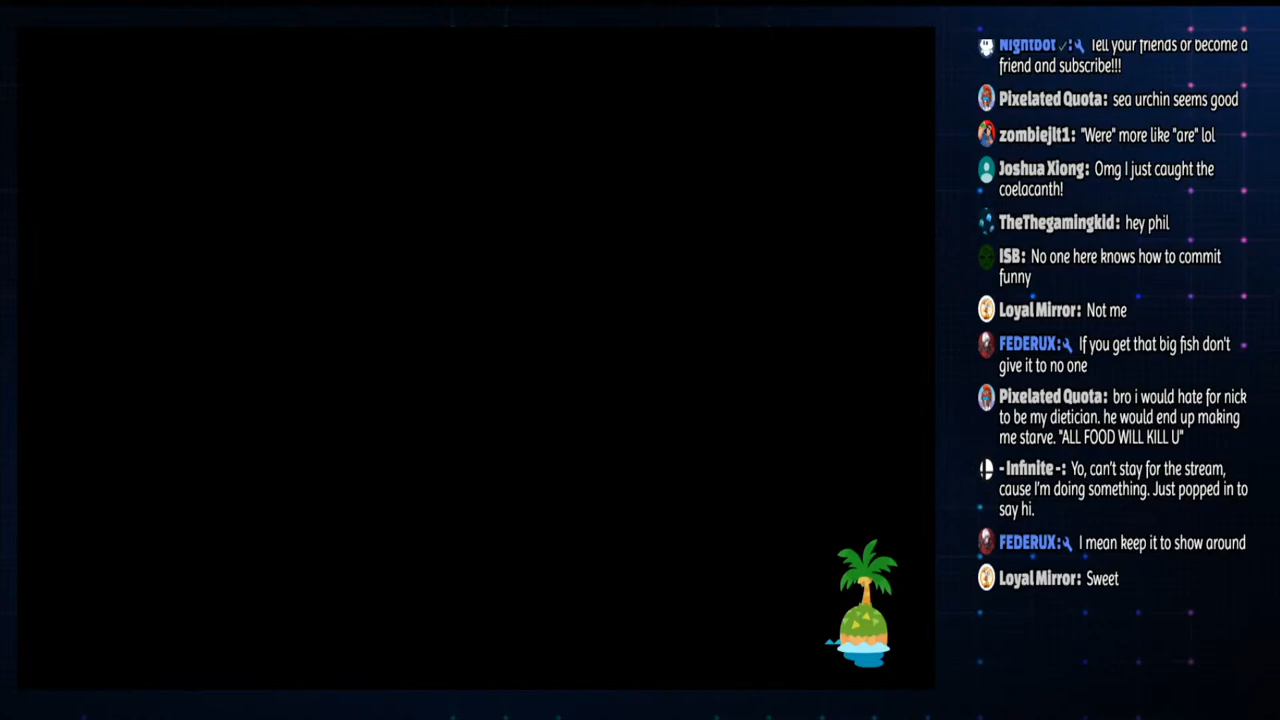 Nightbot: Tell your friends or become a
friend and subscribe!!!
Pixelated Quota: sea urchin seems good
zombiejlt1: "Were" more like "are" lol
Joshua Xiong: Omg I just caught the
coelacanth!
TheThegamingkid: hey phil
ISB: No one here knows how to commit
funny
Loyal Mirror: Not me
FEDERUX: If you get that big fish don't
give it to no one
Pixelated Quota: bro i would hate for nick
to be my dietician. he would end up making
me starve. "ALL FOOD WILL KILL U"
- Infinite -: Yo, can't stay for the stream,
cause I'm doing something. Just popped in to
say hi.
FEDERUX: I mean keep it to show around
Loyal Mirror: Sweet